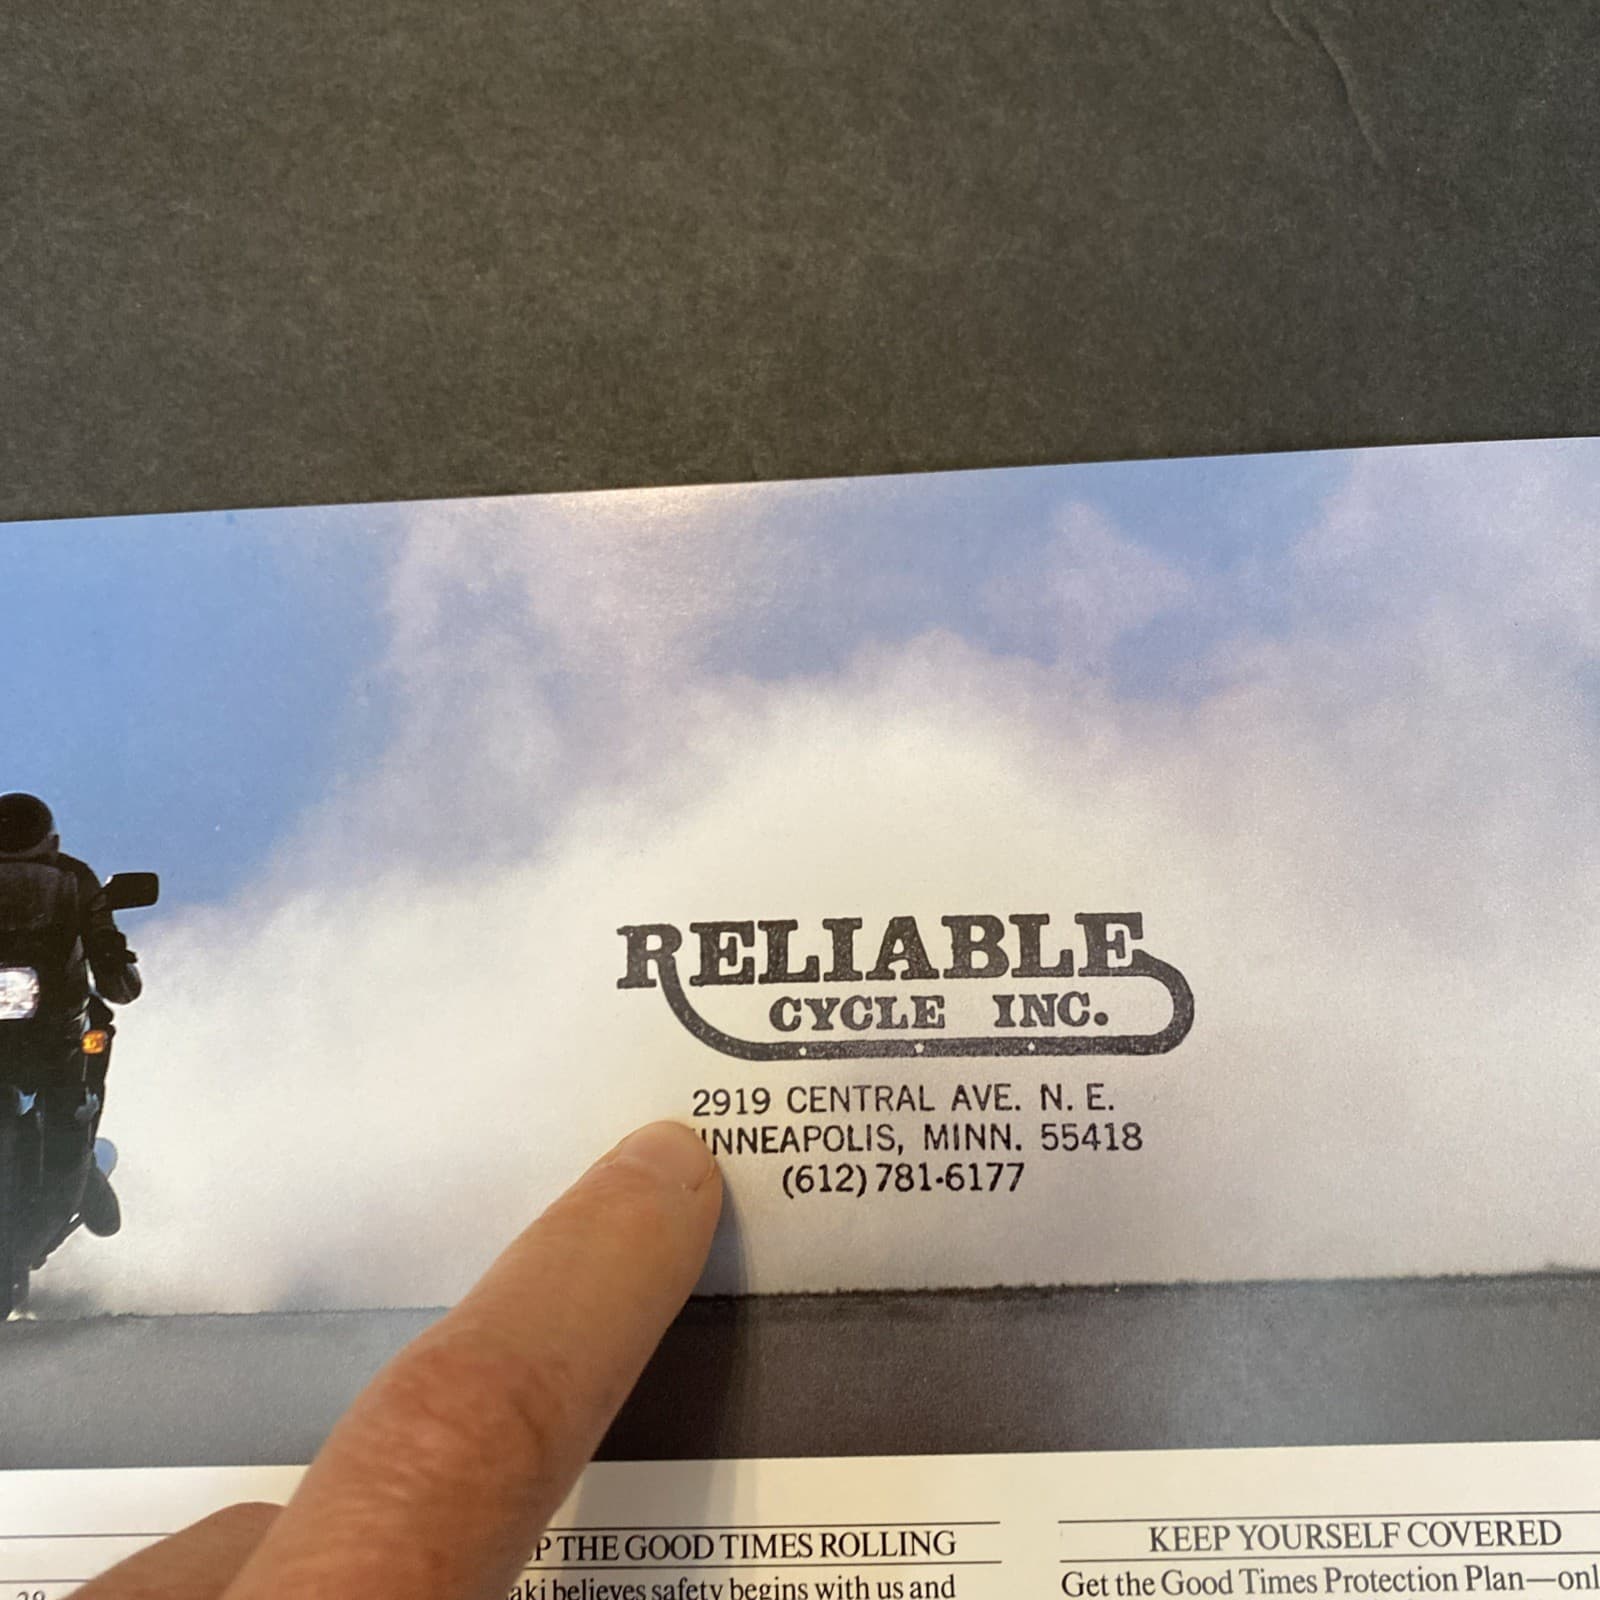 RELIABLE
CYCLE INC.
2919 CENTRAL AVE. N. E.
INNEAPOLIS, MINN. 55418
(612) 781-6177
P THE GOOD TIMES ROLLING
aki believes safety begins with us and
KEEP YOURSELF COVERED
Get the Good Times Protection Plan—onl